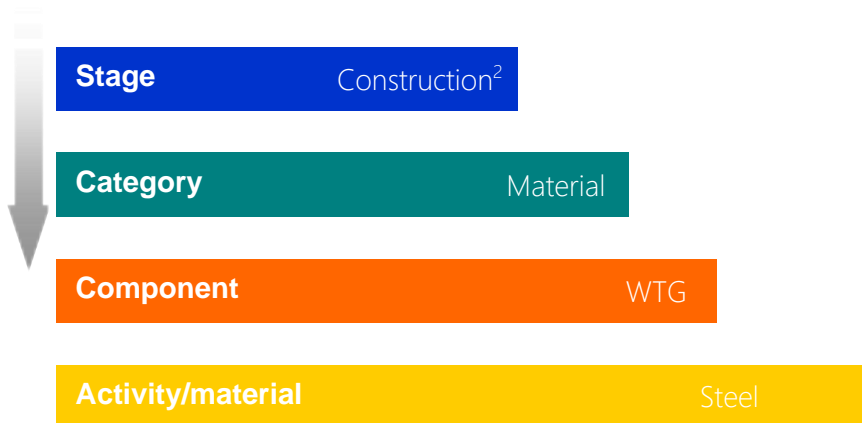 Stage Construction²
Category Material
Component WTG
Activity/material Steel